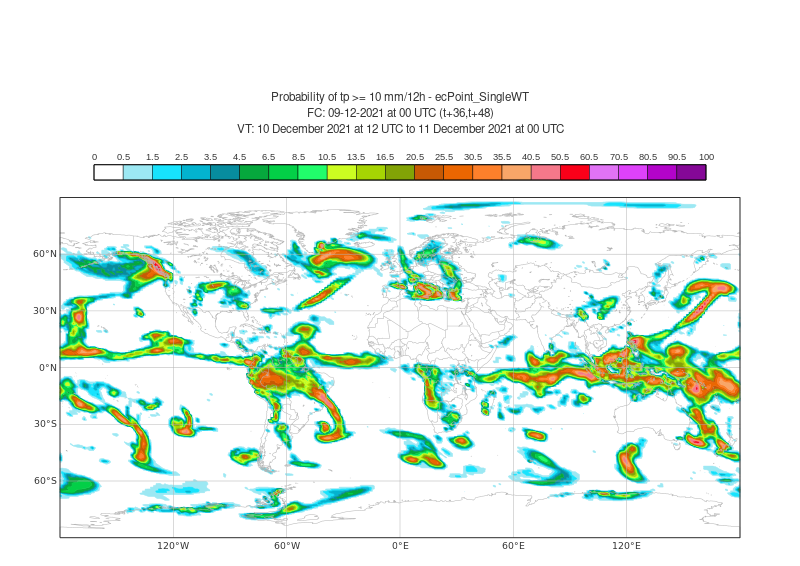 Probability of tp >= 10 mm/12h - ecPoint_SingleWT
FC: 09-12-2021 at 00 UTC (t+36,t+48)
VT: 10 December 2021 at 12 UTC to 11 December 2021 at 00 UTC
0 0.5 1.5 2.5 3.5 4.5 6.5 8.5 10.5 13.5 16.5 20.5 25.5 30.5 35.5 40.5 50.5 60.5 70.5 80.5 90.5 100
60°N
30°N
0°N
30°S
60°S
120°W 60°W 0°E 60°E 120°E